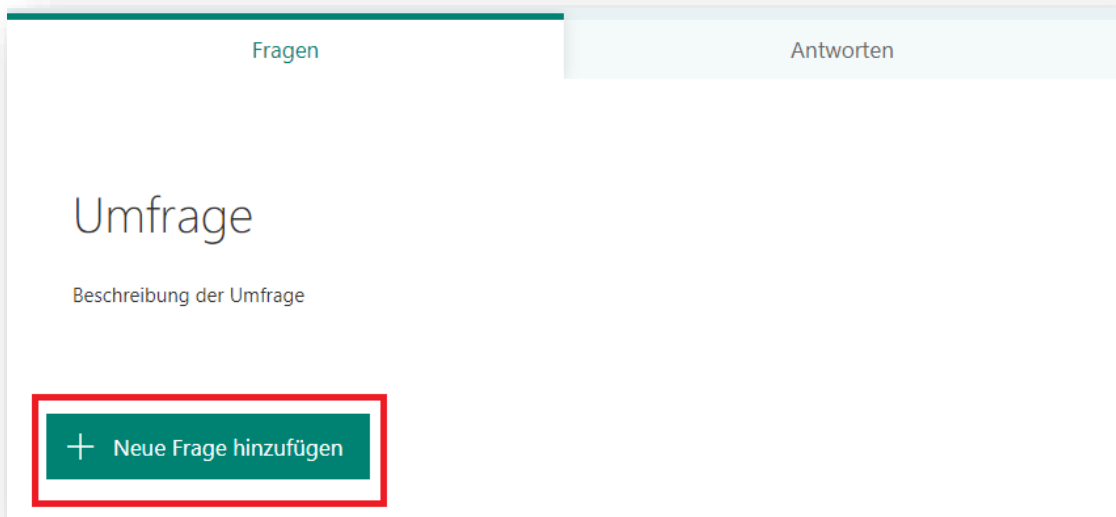 Fragen
Antworten
Umfrage
Beschreibung der Umfrage
Neue Frage hinzufügen